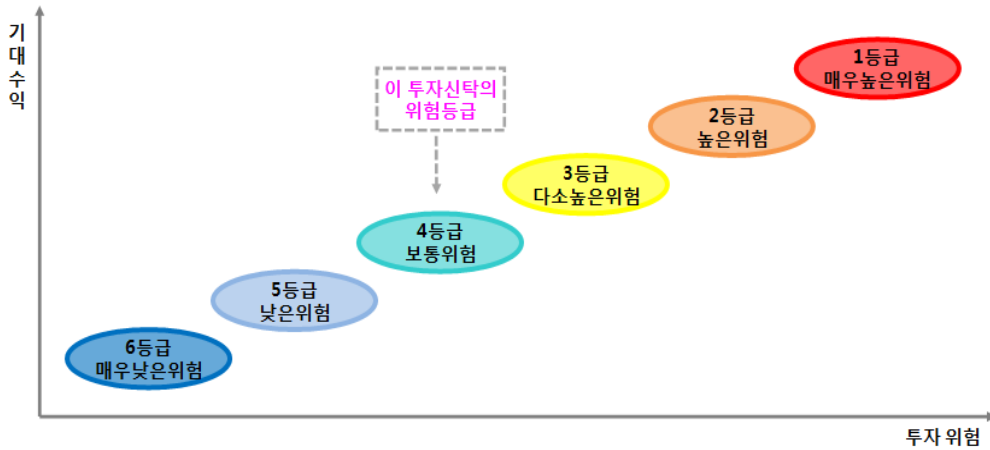 기
대
수
익
1등급
매우높은위험
이 투자신탁의
위험등급
2등급
높은위험
3등급
다소높은위험
4등급
보통위험
5등급
낮은위험
6등급
매우낮은위험
투자 위험